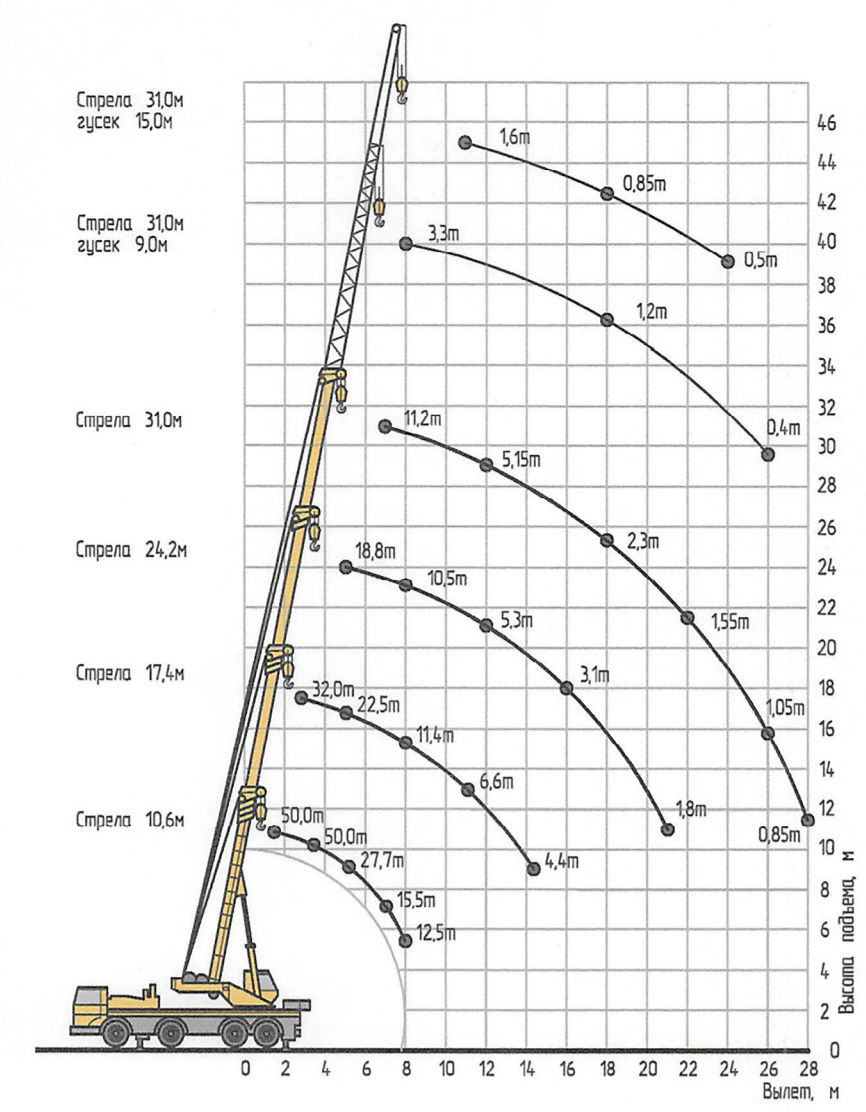 Стрела 31,0м
гусек 15,0м
1,6т
0,85т
0,5т
Стрела 31,0м
гусек 9,0м
3,3т
1,2т
0,4т
Стрела 31,0м
11,2т
5,15т
2,3т
1,55т
1,05т
0,85т
Стрела 24,2м
18,8т
10,5т
5,3т
3,1т
1,8т
Стрела 17,4м
32,0т
22,5т
11,4т
6,6т
4,4т
Стрела 10,6м
50,0т
50,0т
27,7т
15,5т
12,5т
46
44
42
40
38
36
34
32
30
28
26
24
22
20
18
16
14
12
10
8
6
4
2
0
Высота подъема, м
0 2 4 6 8 10 12 14 16 18 20 22 24 26 28
Вылет, м